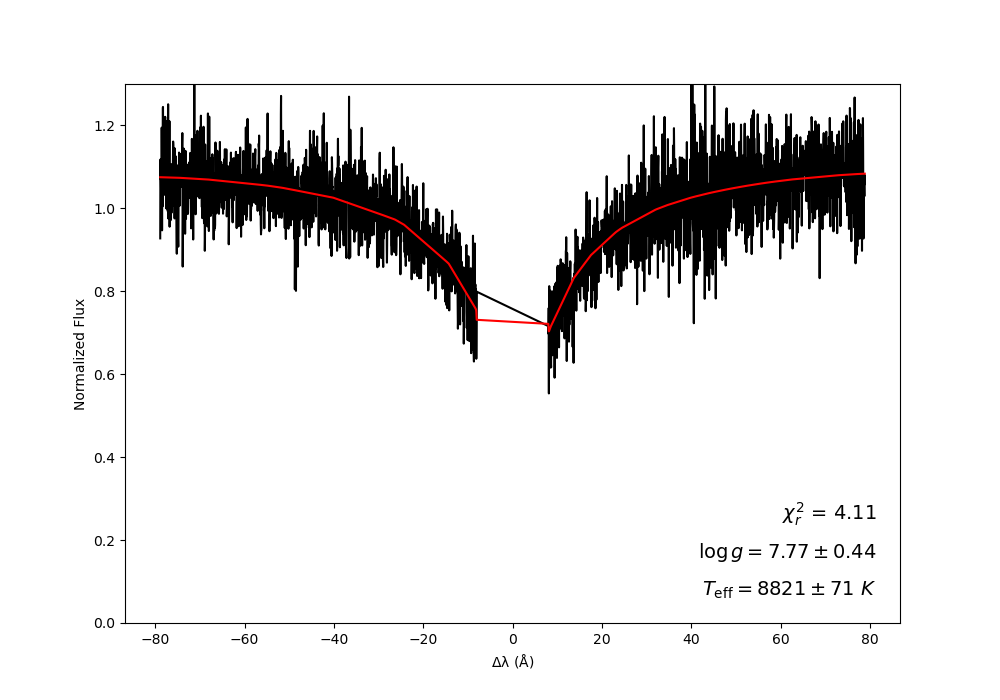 1.2
1.0
0.8
0.6
0.4
0.2
0.0
Normalized Flux
χ²ᵣ = 4.11
log g = 7.77 ± 0.44
T_eff = 8821 ± 71 K
−80 −60 −40 −20 0 20 40 60 80
Δλ (Å)